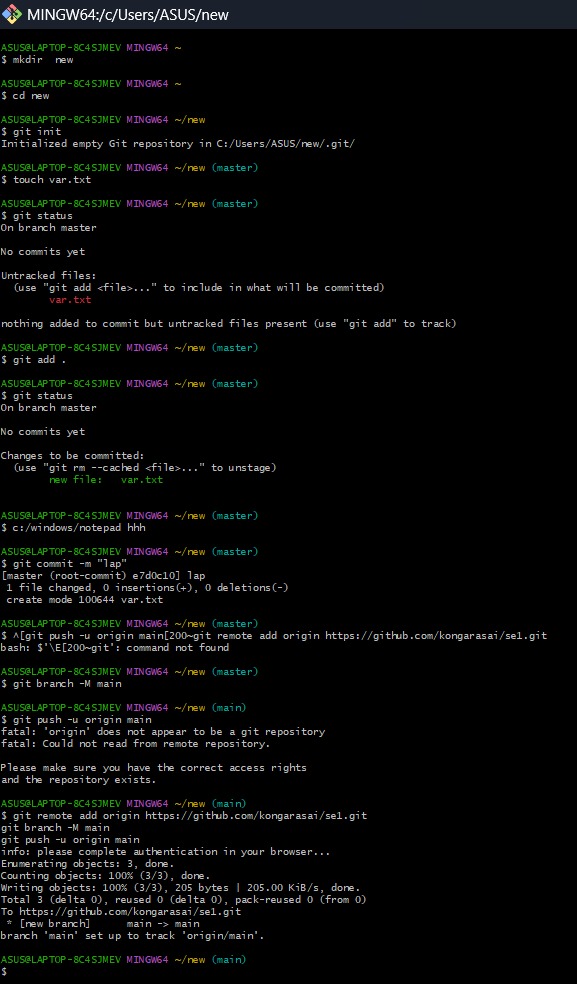 MINGW64:/c/Users/ASUS/new
ASUS@LAPTOP-8C4SJMEV MINGW64 ~
$ mkdir  new
ASUS@LAPTOP-8C4SJMEV MINGW64 ~
$ cd new
ASUS@LAPTOP-8C4SJMEV MINGW64 ~/new
$ git init
Initialized empty Git repository in C:/Users/ASUS/new/.git/
ASUS@LAPTOP-8C4SJMEV MINGW64 ~/new (master)
$ touch var.txt
ASUS@LAPTOP-8C4SJMEV MINGW64 ~/new (master)
$ git status
On branch master
No commits yet
Untracked files:
  (use "git add <file>..." to include in what will be committed)
        var.txt
nothing added to commit but untracked files present (use "git add" to track)
ASUS@LAPTOP-8C4SJMEV MINGW64 ~/new (master)
$ git add .
ASUS@LAPTOP-8C4SJMEV MINGW64 ~/new (master)
$ git status
On branch master
No commits yet
Changes to be committed:
  (use "git rm --cached <file>..." to unstage)
        new file:   var.txt
ASUS@LAPTOP-8C4SJMEV MINGW64 ~/new (master)
$ c:/windows/notepad hhh
ASUS@LAPTOP-8C4SJMEV MINGW64 ~/new (master)
$ git commit -m "lap"
[master (root-commit) e7d0c10] lap
 1 file changed, 0 insertions(+), 0 deletions(-)
 create mode 100644 var.txt
ASUS@LAPTOP-8C4SJMEV MINGW64 ~/new (master)
$ ^[git push -u origin main[200~git remote add origin https://github.com/kongarasai/se1.git
bash: $'\E[200~git': command not found
ASUS@LAPTOP-8C4SJMEV MINGW64 ~/new (master)
$ git branch -M main
ASUS@LAPTOP-8C4SJMEV MINGW64 ~/new (main)
$ git push -u origin main
fatal: 'origin' does not appear to be a git repository
fatal: Could not read from remote repository.
Please make sure you have the correct access rights
and the repository exists.
ASUS@LAPTOP-8C4SJMEV MINGW64 ~/new (main)
$ git remote add origin https://github.com/kongarasai/se1.git
git branch -M main
git push -u origin main
info: please complete authentication in your browser...
Enumerating objects: 3, done.
Counting objects: 100% (3/3), done.
Writing objects: 100% (3/3), 205 bytes | 205.00 KiB/s, done.
Total 3 (delta 0), reused 0 (delta 0), pack-reused 0 (from 0)
To https://github.com/kongarasai/se1.git
 * [new branch]      main -> main
branch 'main' set up to track 'origin/main'.
ASUS@LAPTOP-8C4SJMEV MINGW64 ~/new (main)
$